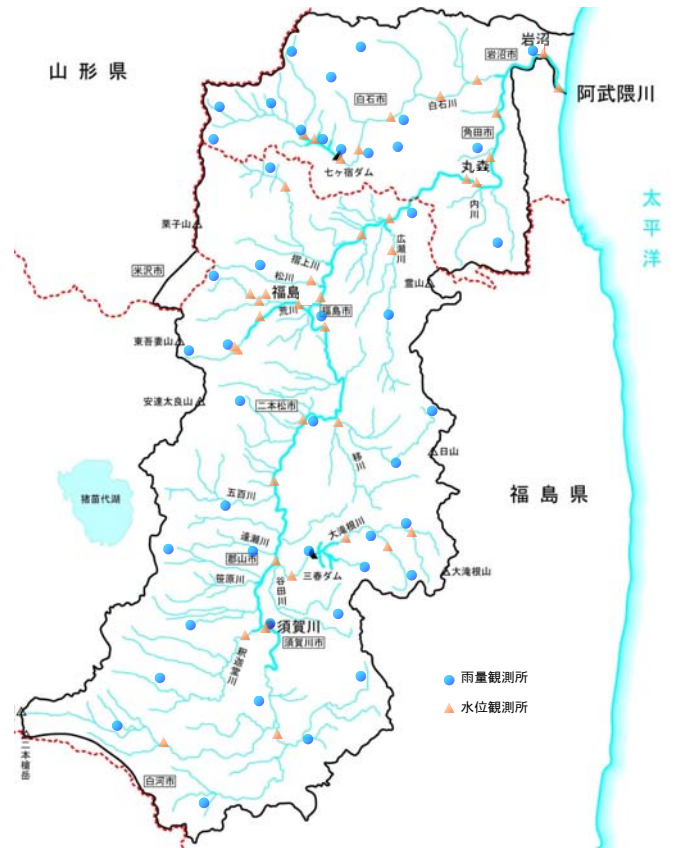 岩沼
岩沼市
山形県
阿武隈川
白石市
白石川
角田市
丸森
七ヶ宿ダム
内川
太平洋
栗子山
広瀬川
摺上川
米沢市
松川
霊山
福島
荒川
福島市
東吾妻山
安達太良山
二本松市
日山
移川
猪苗代湖
五百川
福島県
大滝根川
逢瀬川
郡山市
三春ダム
大滝根山
笹原川
谷田川
須賀川
須賀川市
釈迦堂川
雨量観測所
水位観測所
二本槍岳
白河市